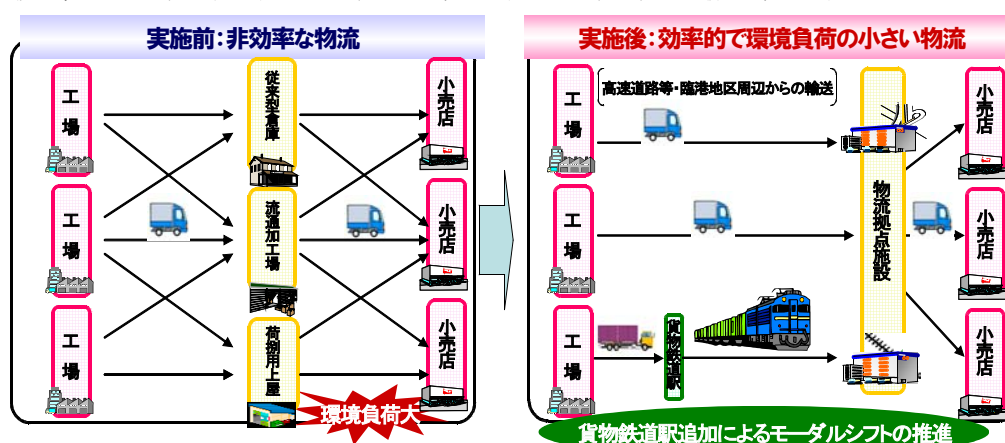 実施前：非効率な物流
工場
工場
工場
従来型倉庫
流通加工場
荷捌用上屋
小売店
小売店
小売店
環境負荷大
実施後：効率的で環境負荷の小さい物流
工場
工場
工場
高速道路等・臨港地区周辺からの輸送
貨物鉄道駅
物流拠点施設
小売店
小売店
小売店
貨物鉄道駅追加によるモーダルシフトの推進